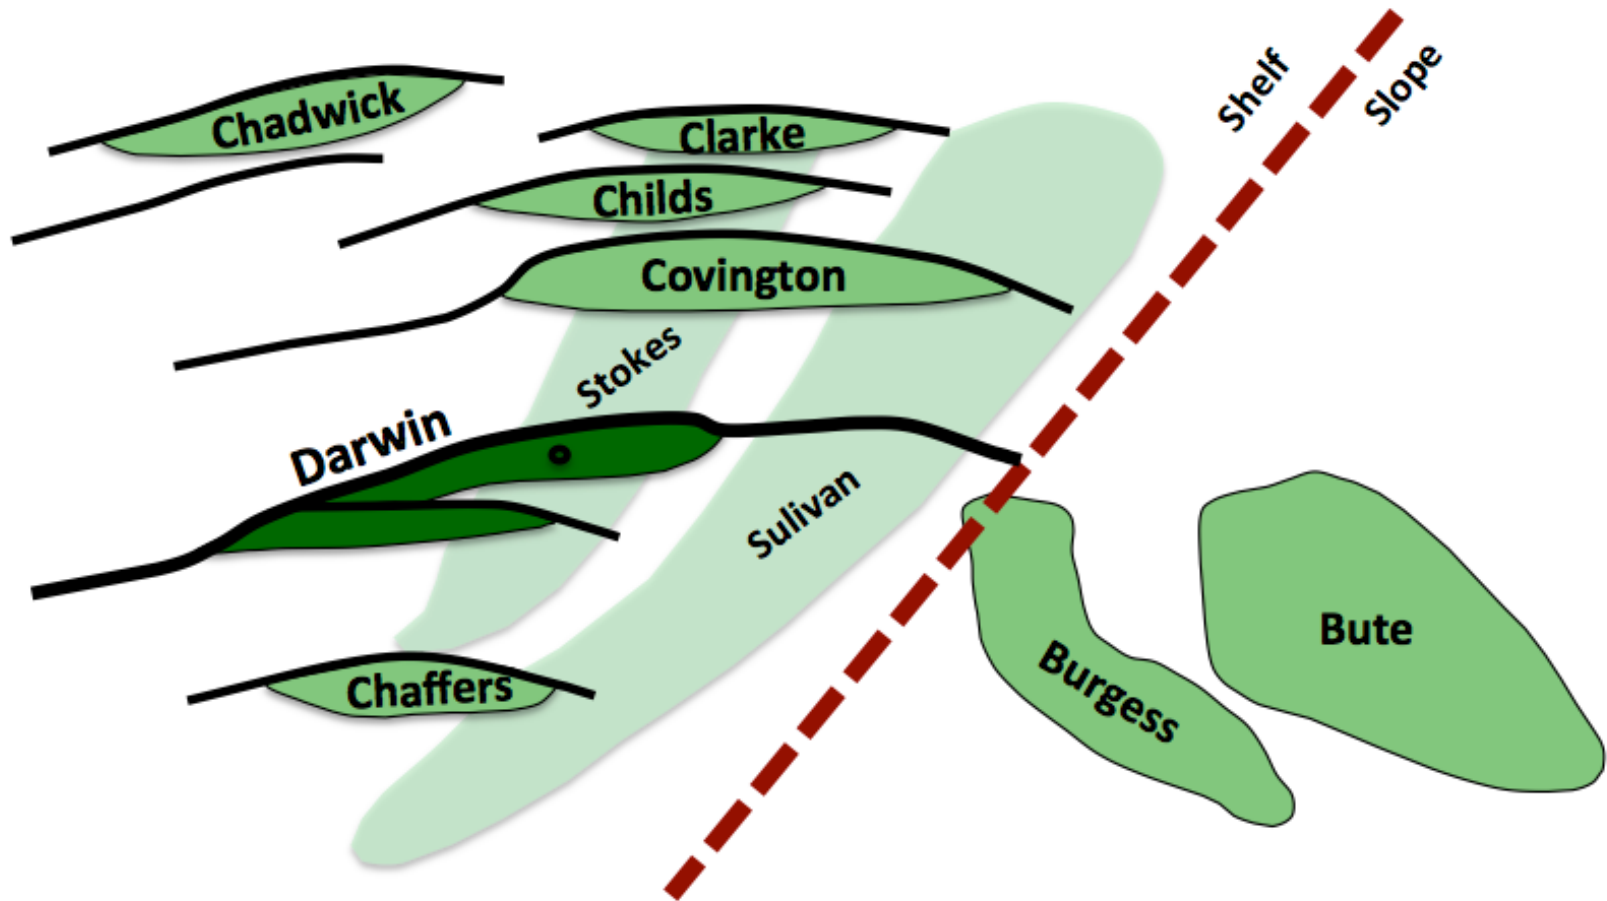 Shelf
Slope
Chadwick
Clarke
Childs
Covington
Stokes
Darwin
Sulivan
Bute
Burgess
Chaffers